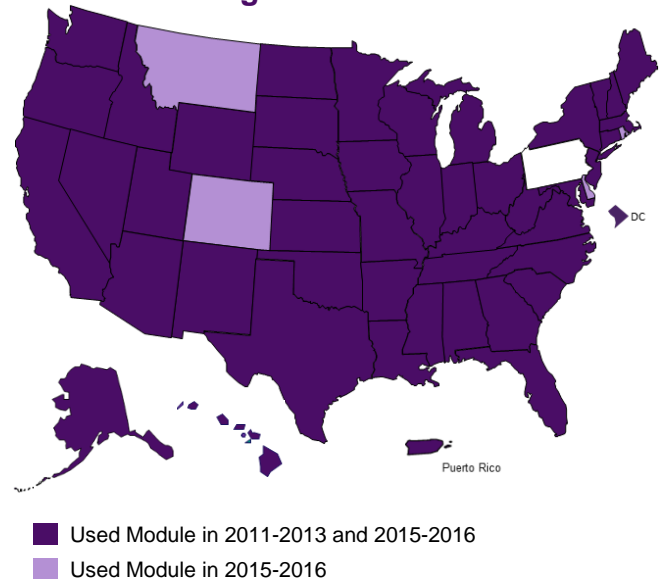 DC
Puerto Rico
Used Module in 2011-2013 and 2015-2016
Used Module in 2015-2016